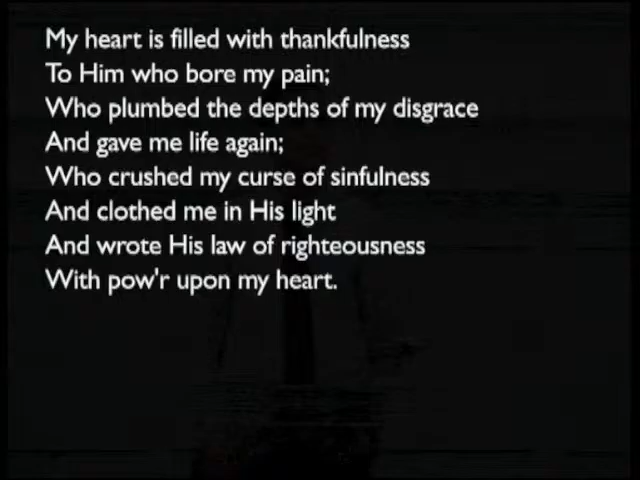 My heart is filled with thankfulness
To Him who bore my pain;
Who plumbed the depths of my disgrace
And gave me life again;
Who crushed my curse of sinfulness
And clothed me in His light
And wrote His law of righteousness
With pow'r upon my heart.